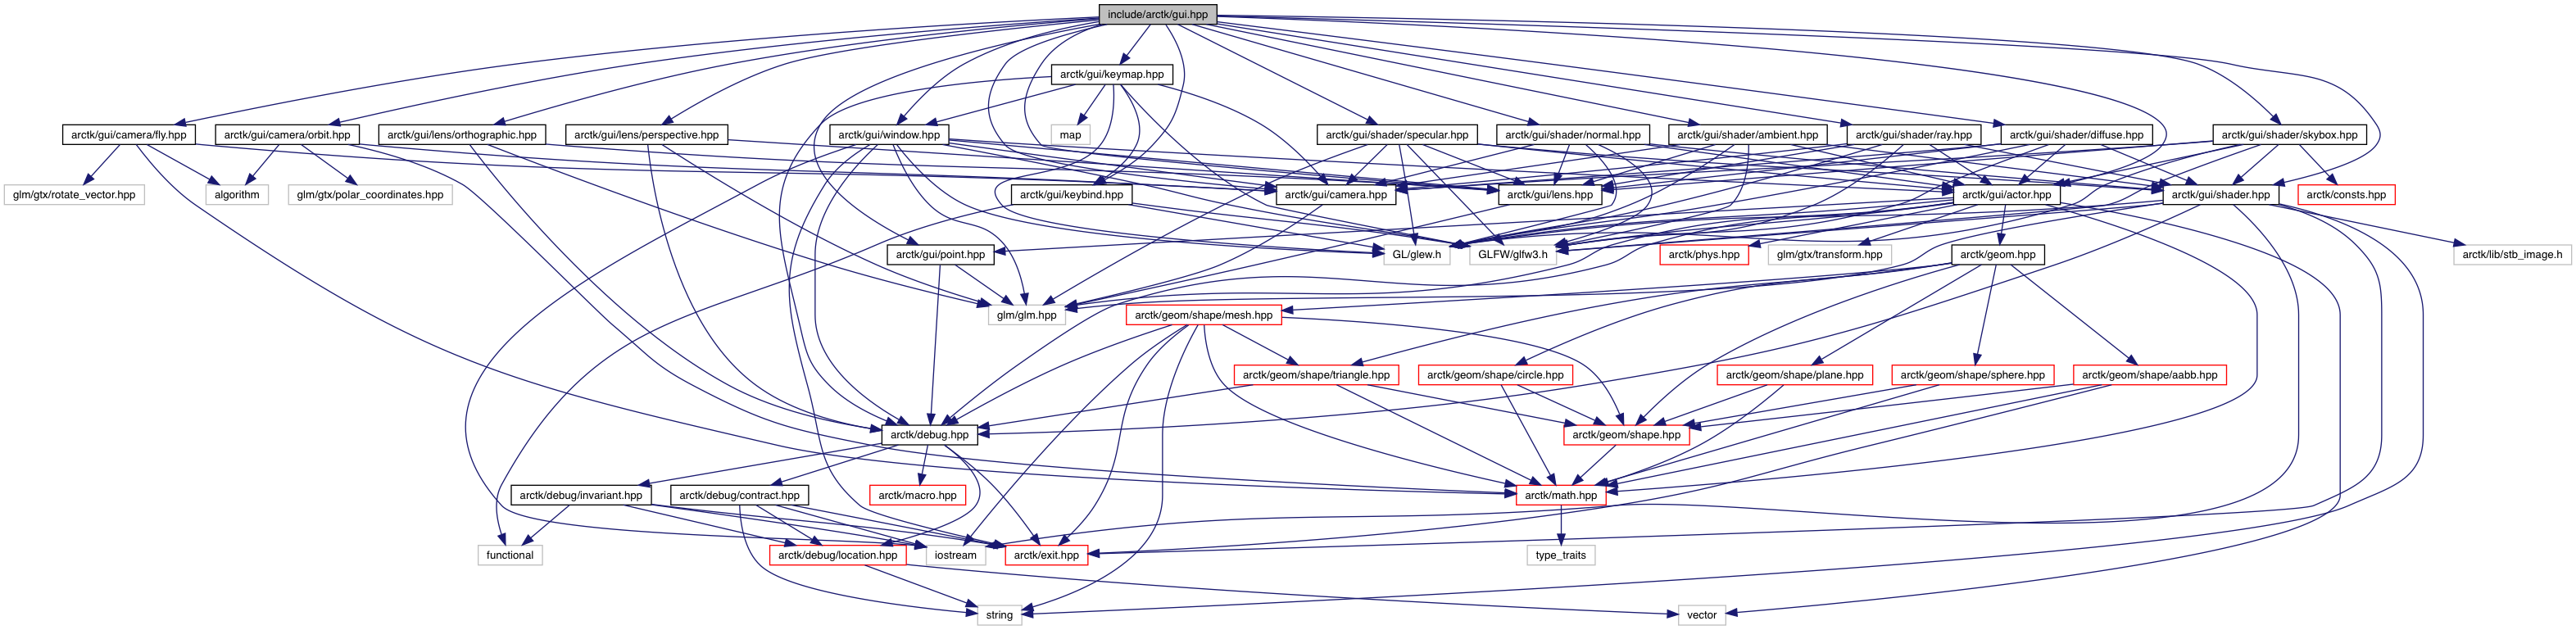 include/arctk/gui.hpp
arctk/gui/keymap.hpp
arctk/gui/camera/fly.hpp
arctk/gui/camera/orbit.hpp
arctk/gui/lens/orthographic.hpp
arctk/gui/lens/perspective.hpp
arctk/gui/window.hpp
map
arctk/gui/shader/specular.hpp
arctk/gui/shader/normal.hpp
arctk/gui/shader/ambient.hpp
arctk/gui/shader/ray.hpp
arctk/gui/shader/diffuse.hpp
arctk/gui/shader/skybox.hpp
glm/gtx/rotate_vector.hpp
algorithm
glm/gtx/polar_coordinates.hpp
arctk/gui/keybind.hpp
arctk/gui/camera.hpp
arctk/gui/lens.hpp
arctk/gui/actor.hpp
arctk/gui/shader.hpp
arctk/consts.hpp
arctk/gui/point.hpp
GL/glew.h
GLFW/glfw3.h
arctk/phys.hpp
glm/gtx/transform.hpp
arctk/geom.hpp
arctk/lib/stb_image.h
glm/glm.hpp
arctk/geom/shape/mesh.hpp
arctk/geom/shape/triangle.hpp
arctk/geom/shape/circle.hpp
arctk/geom/shape/plane.hpp
arctk/geom/shape/sphere.hpp
arctk/geom/shape/aabb.hpp
arctk/debug.hpp
arctk/geom/shape.hpp
arctk/debug/invariant.hpp
arctk/debug/contract.hpp
arctk/macro.hpp
arctk/math.hpp
functional
arctk/debug/location.hpp
iostream
arctk/exit.hpp
type_traits
string
vector